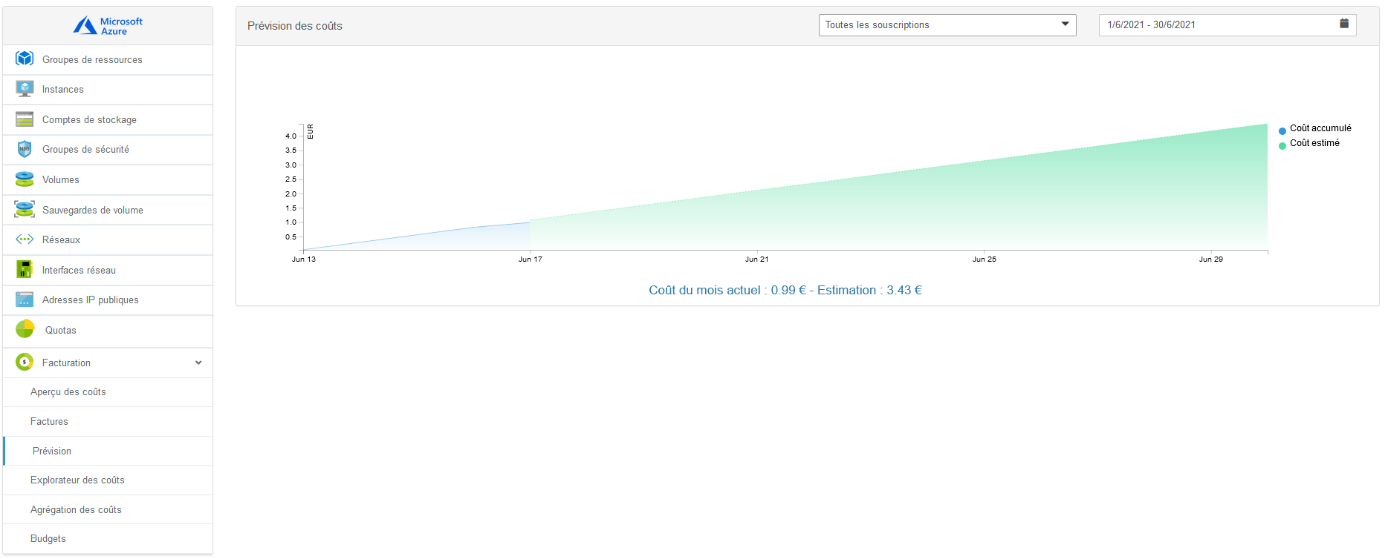 Microsoft
Azure
Groupes de ressources
Instances
Comptes de stockage
Groupes de sécurité
Volumes
Sauvegardes de volume
Réseaux
Interfaces réseau
Adresses IP publiques
Quotas
Facturation
Aperçu des coûts
Factures
Prévision
Explorateur des coûts
Agrégation des coûts
Budgets
Prévision des coûts
Toutes les souscriptions
1/6/2021 - 30/6/2021
EUR
4.0
3.5
3.0
2.5
2.0
1.5
1.0
0.5
Jun 13
Jun 17
Jun 21
Jun 25
Jun 29
Coût accumulé
Coût estimé
Coût du mois actuel : 0.99 € - Estimation : 3.43 €